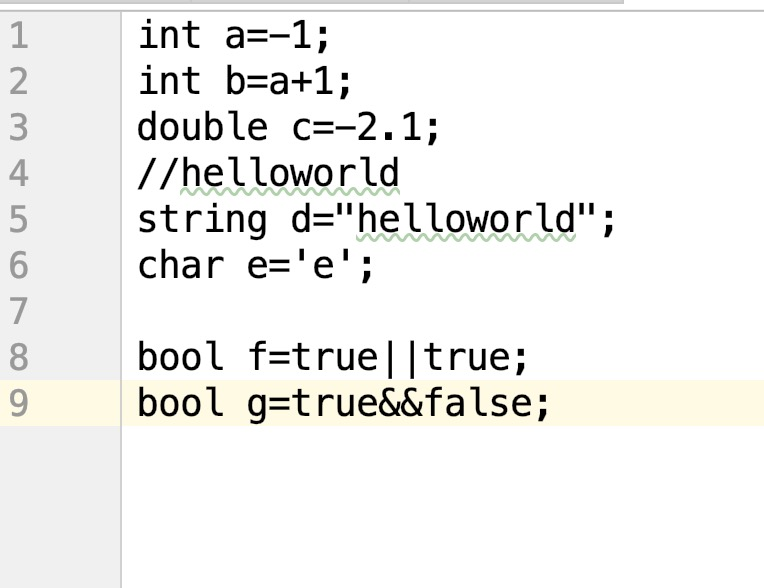 1 int a=-1;
2 int b=a+1;
3 double c=-2.1;
4 //helloworld
5 string d="helloworld";
6 char e='e';
7
8 bool f=true||true;
9 bool g=true&&false;